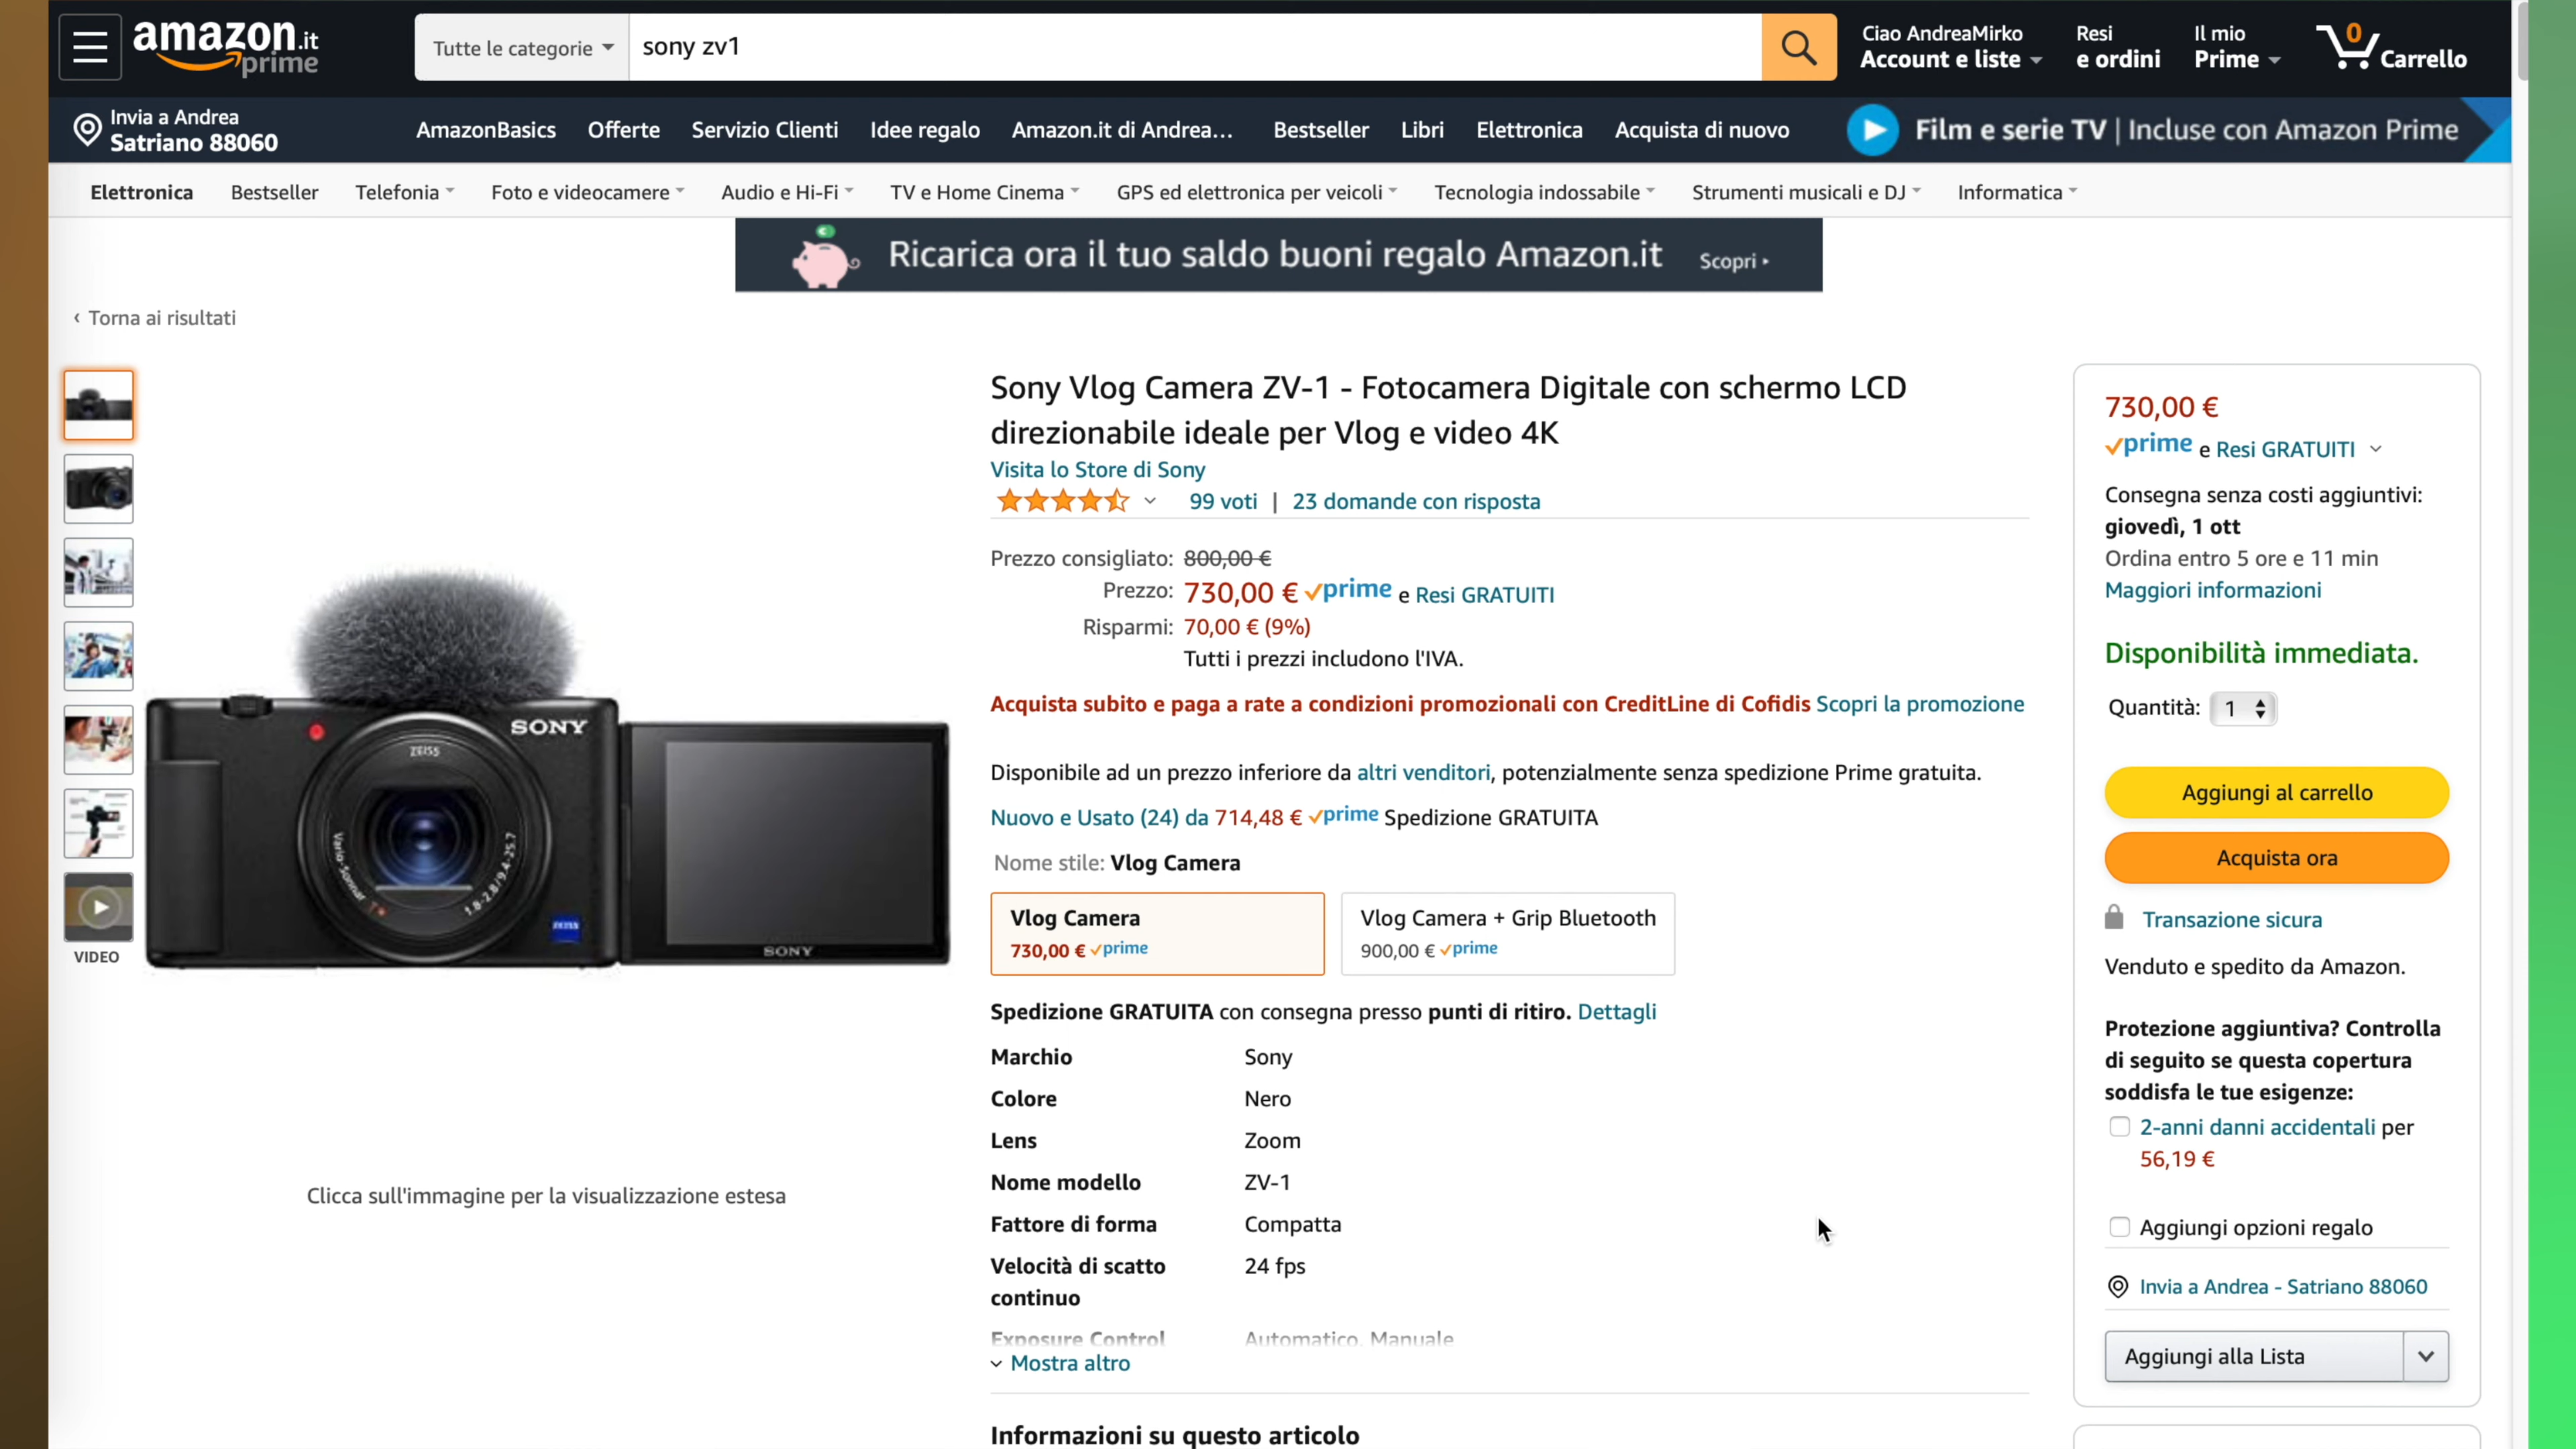 amazon.it
prime
Tutte le categorie
sony zv1
Ciao AndreaMirko
Account e liste
Resi
e ordini
Il mio
Prime
0
Carrello
Invia a Andrea
Satriano 88060
AmazonBasics
Offerte
Servizio Clienti
Idee regalo
Amazon.it di Andrea...
Bestseller
Libri
Elettronica
Acquista di nuovo
Film e serie TV | Incluse con Amazon Prime
Elettronica
Bestseller
Telefonia
Foto e videocamere
Audio e Hi-Fi
TV e Home Cinema
GPS ed elettronica per veicoli
Tecnologia indossabile
Strumenti musicali e DJ
Informatica
Ricarica ora il tuo saldo buoni regalo Amazon.it Scopri
‹ Torna ai risultati
VIDEO
SONY
ZEISS
Vario-Sonnar T*
1.8-2.8/9.4-25.7
ZEISS
SONY
Clicca sull'immagine per la visualizzazione estesa
Sony Vlog Camera ZV-1 - Fotocamera Digitale con schermo LCD
direzionabile ideale per Vlog e video 4K
Visita lo Store di Sony
99 voti | 23 domande con risposta
Prezzo consigliato: 800,00 €
Prezzo: 730,00 € prime e Resi GRATUITI
Risparmi: 70,00 € (9%)
Tutti i prezzi includono l'IVA.
Acquista subito e paga a rate a condizioni promozionali con CreditLine di Cofidis Scopri la promozione
Disponibile ad un prezzo inferiore da altri venditori, potenzialmente senza spedizione Prime gratuita.
Nuovo e Usato (24) da 714,48 € prime Spedizione GRATUITA
Nome stile: Vlog Camera
Vlog Camera
730,00 € prime
Vlog Camera + Grip Bluetooth
900,00 € prime
Spedizione GRATUITA con consegna presso punti di ritiro. Dettagli
Marchio Sony
Colore Nero
Lens Zoom
Nome modello ZV-1
Fattore di forma Compatta
Velocità di scatto 24 fps
continuo
Exposure Control Automatico, Manuale
Mostra altro
Informazioni su questo articolo
730,00 €
prime e Resi GRATUITI
Consegna senza costi aggiuntivi:
giovedì, 1 ott
Ordina entro 5 ore e 11 min
Maggiori informazioni
Disponibilità immediata.
Quantità: 1
Aggiungi al carrello
Acquista ora
Transazione sicura
Venduto e spedito da Amazon.
Protezione aggiuntiva? Controlla
di seguito se questa copertura
soddisfa le tue esigenze:
2-anni danni accidentali per
56,19 €
Aggiungi opzioni regalo
Invia a Andrea - Satriano 88060
Aggiungi alla Lista